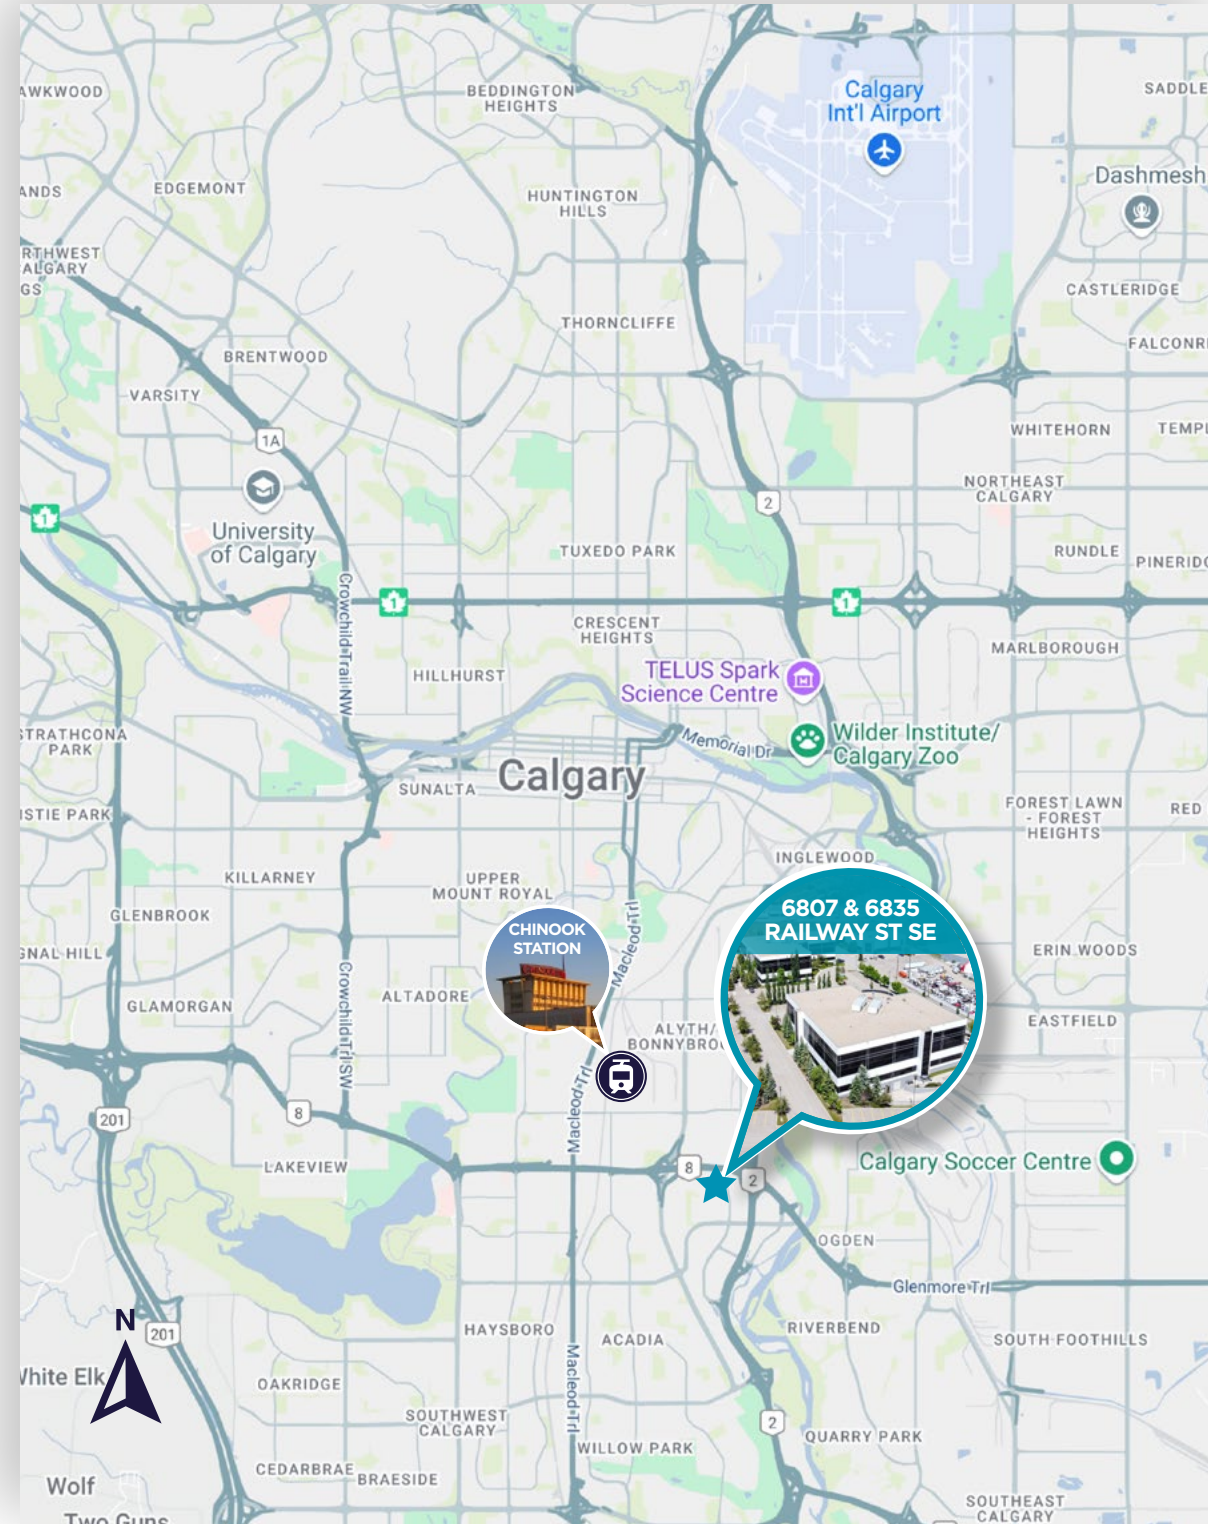 AWKWOOD
BEDDINGTON
HEIGHTS
Calgary
Int'l Airport
SADDLE
ANDS
EDGEMONT
HUNTINGTON
HILLS
Dashmesh
RTHWEST
ALGARY
GS
CASTLERIDGE
THORNCLIFFE
FALCONRI
BRENTWOOD
VARSITY
1A
WHITEHORN
TEMPL
NORTHEAST
CALGARY
2
1
University
of Calgary
TUXEDO PARK
RUNDLE
PINERIDG
Crowchild Trail NW
1
1
CRESCENT
HEIGHTS
MARLBOROUGH
HILLHURST
TELUS Spark
Science Centre
STRATHCONA
PARK
Memorial Dr
Wilder Institute/
Calgary Zoo
Calgary
SUNALTA
ISTIE PARK
FOREST LAWN
- FOREST
HEIGHTS
RED
INGLEWOOD
KILLARNEY
UPPER
MOUNT ROYAL
GLENBROOK
CHINOOK
STATION
Macleod Trl
6807 & 6835
RAILWAY ST SE
GNAL HILL
ERIN WOODS
GLAMORGAN
ALTADORE
Crowchild Trl SW
ALYTH/
BONNYBROO
EASTFIELD
Macleod Trl
201
8
LAKEVIEW
8
2
Calgary Soccer Centre
OGDEN
Glenmore Trl
N
201
HAYSBORO
ACADIA
RIVERBEND
SOUTH FOOTHILLS
White Elk
Macleod Trl
OAKRIDGE
SOUTHWEST
CALGARY
2
QUARRY PARK
WILLOW PARK
CEDARBRAE
BRAESIDE
Wolf
SOUTHEAST
CALGARY
Two Guns